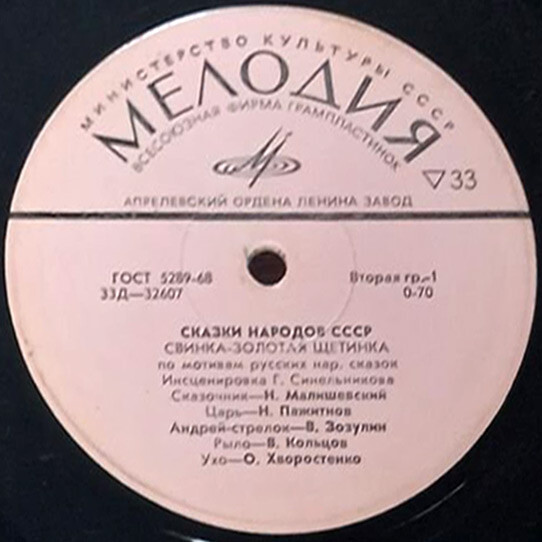 МИНИСТЕРСТВО КУЛЬТУРЫ СССР
МЕЛОДИЯ
ВСЕСОЮЗНАЯ ФИРМА ГРАМПЛАСТИНОК
33
АПРЕЛЕВСКИЙ ОРДЕНА ЛЕНИНА ЗАВОД
ГОСТ 5289-68 Вторая гр.-1
33Д—32607 0-70
СКАЗКИ НАРОДОВ СССР
СВИНКА-ЗОЛОТАЯ ЩЕТИНКА
по мотивам русских нар. сказок
Инсценировка Г. Синельникова
Сказочник—Н. Малишевский
Царь—Н. Пажитнов
Андрей-стрелок—В. Зозулин
Рыло—В. Кольцов
Ухо—О. Хворостенко